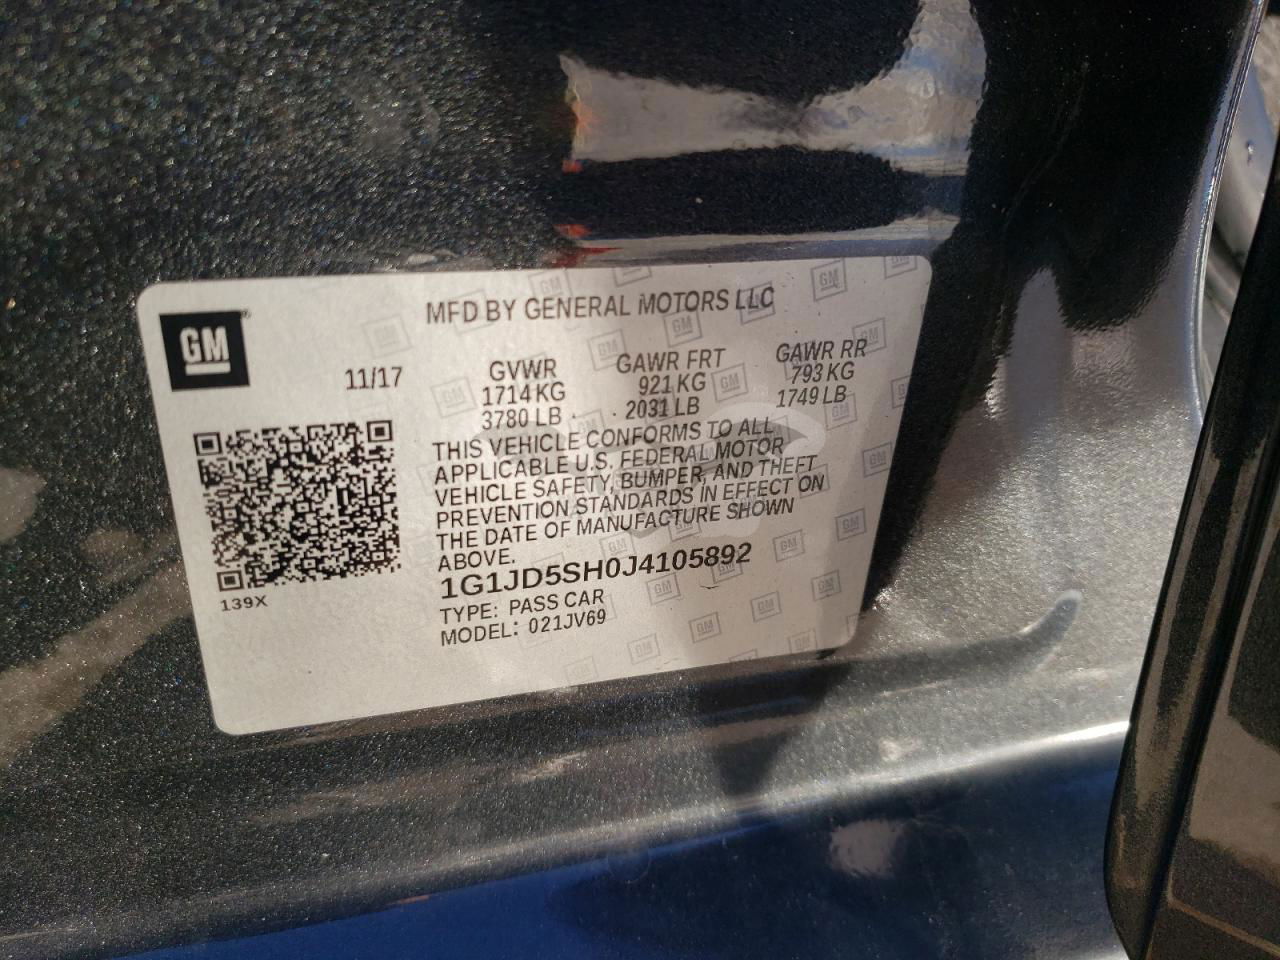 GM
MFD BY GENERAL MOTORS LLC
11/17
GVWR GAWR FRT GAWR RR
1714 KG 921 KG 793 KG
3780 LB 2031 LB 1749 LB
THIS VEHICLE CONFORMS TO ALL
APPLICABLE U.S. FEDERAL MOTOR
VEHICLE SAFETY, BUMPER, AND THEFT
PREVENTION STANDARDS IN EFFECT ON
THE DATE OF MANUFACTURE SHOWN
ABOVE.
1G1JD5SH0J4105892
139X
TYPE: PASS CAR
MODEL: 021JV69